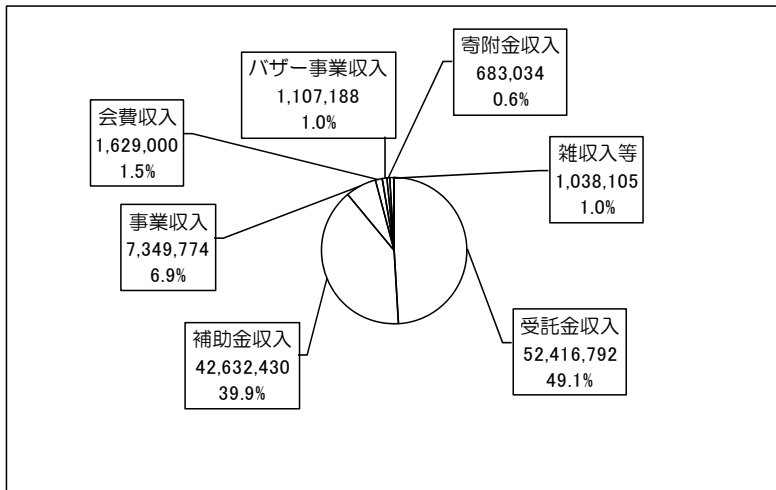 寄附金収入
683,034
0.6%
バザー事業収入
1,107,188
1.0%
会費収入
1,629,000
1.5%
雑収入等
1,038,105
1.0%
事業収入
7,349,774
6.9%
補助金収入
42,632,430
39.9%
受託金収入
52,416,792
49.1%